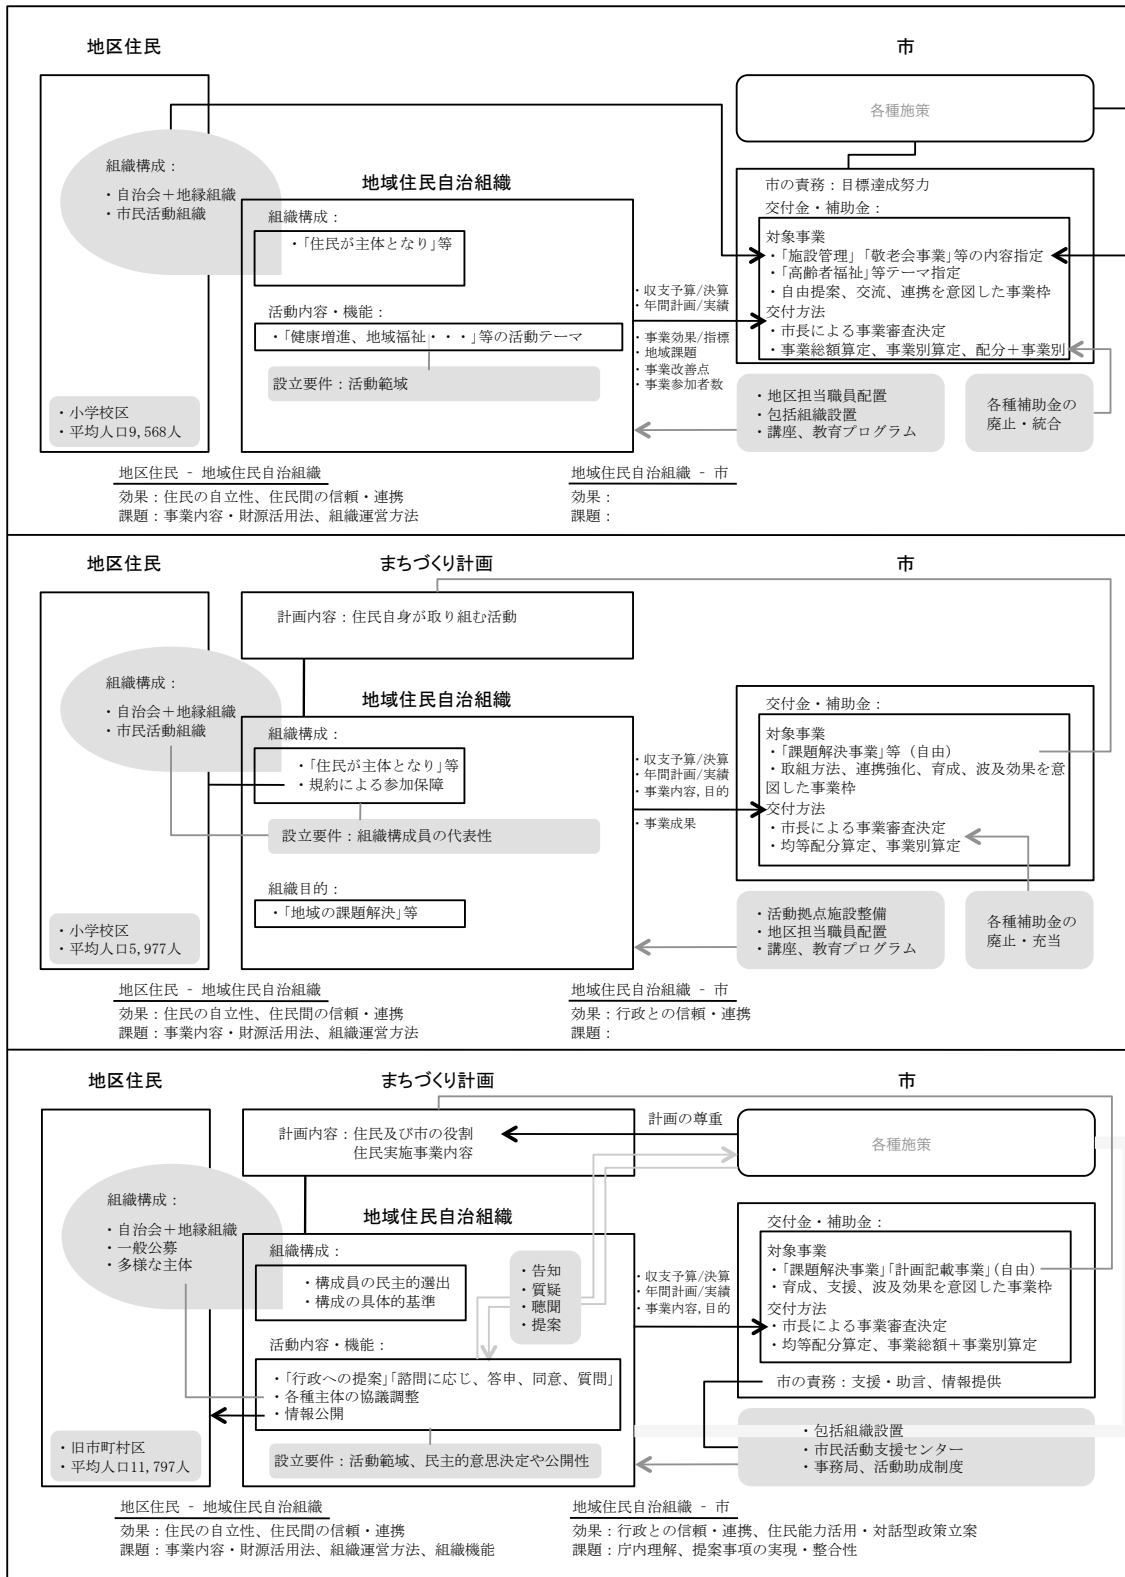 地区住民
市
各種施策
組織構成：
・自治会＋地縁組織
・市民活動組織
・小学校区
・平均人口9,568人
地域住民自治組織
組織構成：
・「住民が主体となり」等
活動内容・機能：
・「健康増進、地域福祉・・・」等の活動テーマ
設立要件：活動範域
・収支予算/決算
・年間計画/実績
・事業効果/指標
・地域課題
・事業改善点
・事業参加者数
市の責務：目標達成努力
交付金・補助金：
対象事業
・「施設管理」「敬老会事業」等の内容指定
・「高齢者福祉」等テーマ指定
・自由提案、交流、連携を意図した事業枠
交付方法
・市長による事業審査決定
・事業総額算定、事業別算定、配分＋事業別
・地区担当職員配置
・包括組織設置
・講座、教育プログラム
各種補助金の
廃止・統合
地区住民 - 地域住民自治組織
効果：住民の自立性、住民間の信頼・連携
課題：事業内容・財源活用法、組織運営方法
地域住民自治組織 - 市
効果：
課題：
地区住民
まちづくり計画
市
計画内容：住民自身が取り組む活動
組織構成：
・自治会＋地縁組織
・市民活動組織
・小学校区
・平均人口5,977人
地域住民自治組織
組織構成：
・「住民が主体となり」等
・規約による参加保障
設立要件：組織構成員の代表性
組織目的：
・「地域の課題解決」等
・収支予算/決算
・年間計画/実績
・事業内容,目的
・事業成果
交付金・補助金：
対象事業
・「課題解決事業」等（自由）
・取組方法、連携強化、育成、波及効果を意
図した事業枠
交付方法
・市長による事業審査決定
・均等配分算定、事業別算定
・活動拠点施設整備
・地区担当職員配置
・講座、教育プログラム
各種補助金の
廃止・充当
地区住民 - 地域住民自治組織
効果：住民の自立性、住民間の信頼・連携
課題：事業内容・財源活用法、組織運営方法
地域住民自治組織 - 市
効果：行政との信頼・連携
課題：
地区住民
まちづくり計画
市
計画内容：住民及び市の役割
住民実施事業内容
計画の尊重
各種施策
組織構成：
・自治会＋地縁組織
・一般公募
・多様な主体
・旧市町村区
・平均人口11,797人
地域住民自治組織
組織構成：
・構成員の民主的選出
・構成の具体的基準
・告知
・質疑
・聴聞
・提案
活動内容・機能：
・「行政への提案」「諮問に応じ、答申、同意、質問」
・各種主体の協議調整
・情報公開
設立要件：活動範域、民主的意思決定や公開性
・収支予算/決算
・年間計画/実績
・事業内容,目的
交付金・補助金：
対象事業
・「課題解決事業」「計画記載事業」（自由）
・育成、支援、波及効果を意図した事業枠
交付方法
・市長による事業審査決定
・均等配分算定、事業総額＋事業別算定
市の責務：支援・助言、情報提供
・包括組織設置
・市民活動支援センター
・事務局、活動助成制度
地区住民 - 地域住民自治組織
効果：住民の自立性、住民間の信頼・連携
課題：事業内容・財源活用法、組織運営方法、組織機能
地域住民自治組織 - 市
効果：行政との信頼・連携、住民能力活用・対話型政策立案
課題：庁内理解、提案事項の実現・整合性